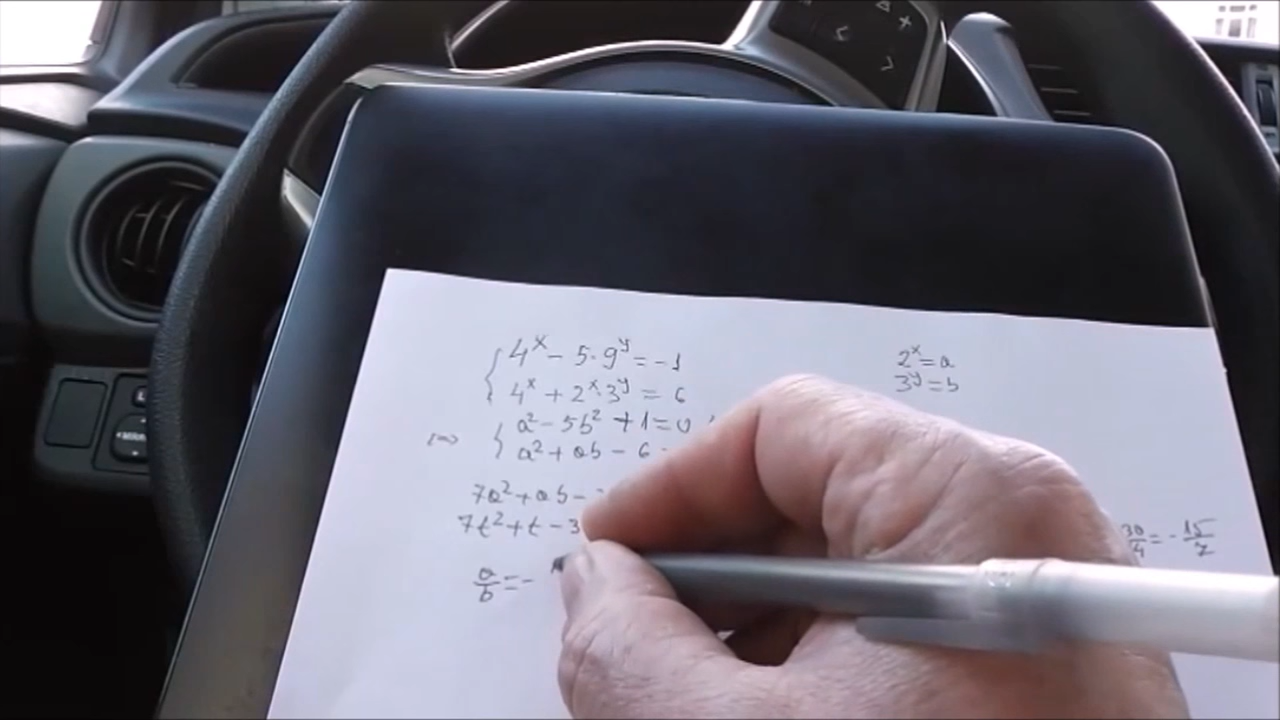 4^x - 5·9^y = -1
4^x + 2^x·3^y = 6
2^x = a
3^y = b
a² - 5b² + 1 = 0
a² + ab - 6
7a² + ab -
7t² + t - 3
30/4 = - 15/7
a/b = -